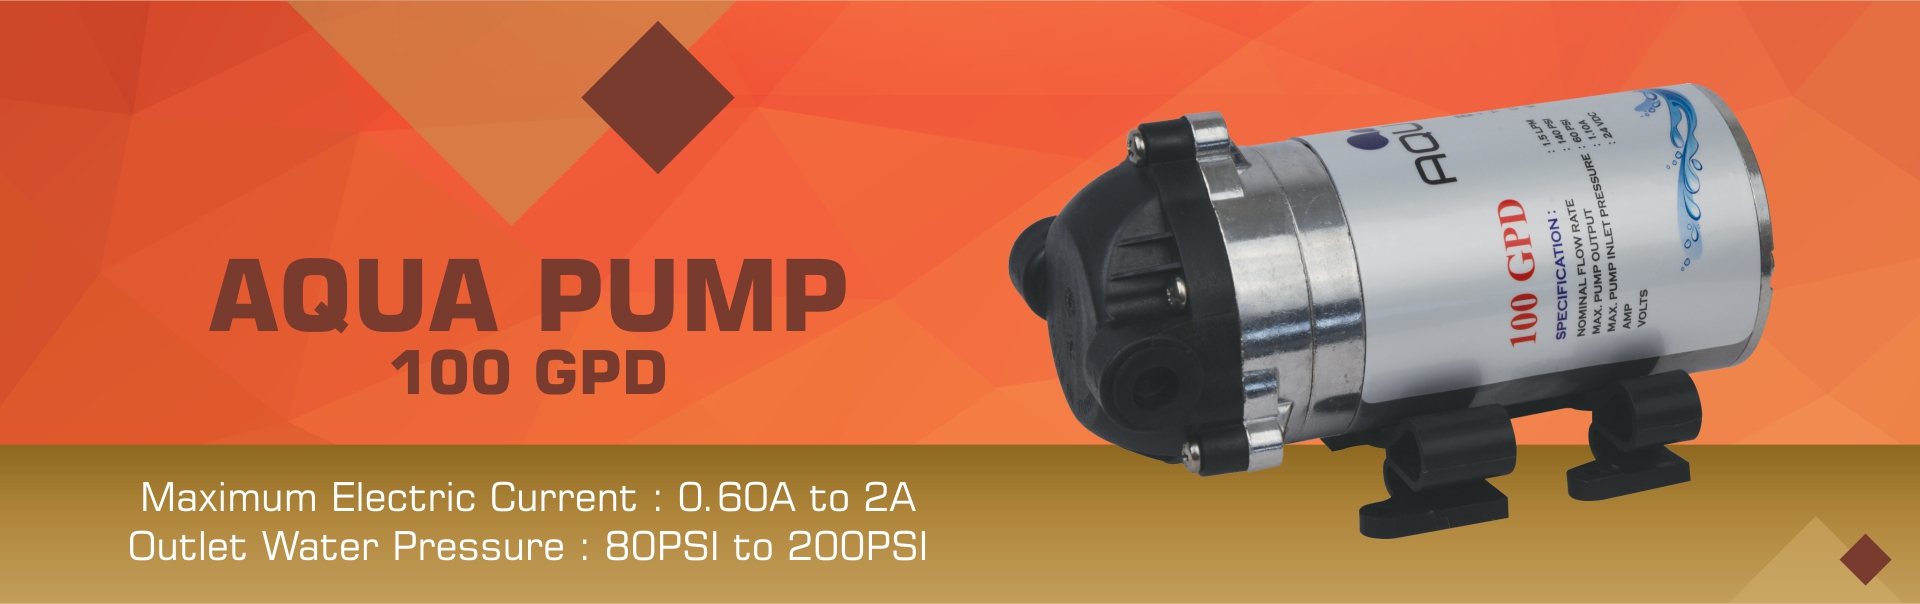 AQUA PUMP
100 GPD
Maximum Electric Current : 0.60A to 2A
Outlet Water Pressure : 80PSI to 200PSI
100 GPD
SPECIFICATION :
NOMINAL FLOW RATE : 1.5 LPM
MAX. PUMP OUTPUT : 140 PSI
MAX. PUMP INLET PRESSURE : 60 PSI
AMP : 1.10A
VOLTS : 24 VDC